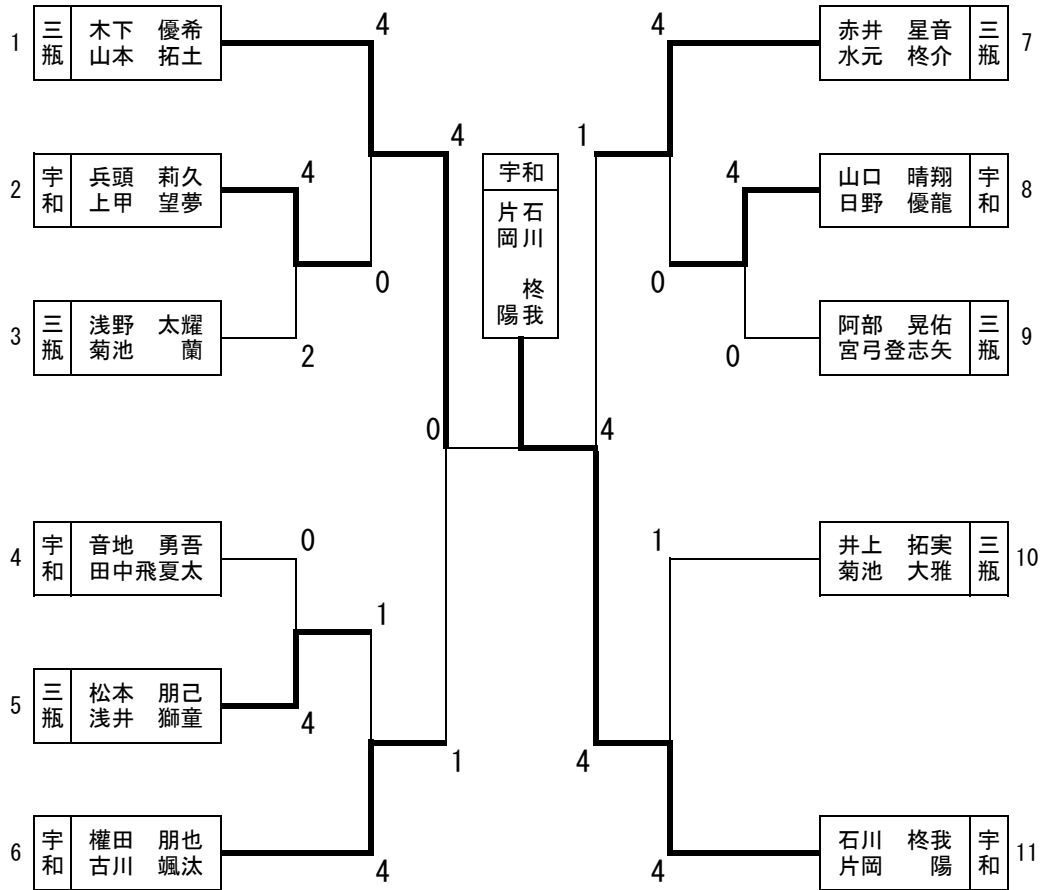 1 三瓶 木下 優希
山本 拓土
4
4
赤井 星音 三瓶 7
水元 柊介
4
1
宇和
石川 柊我
片岡 陽
2 宇和 兵頭 莉久
上甲 望夢
4
4
山口 晴翔 宇和 8
日野 優龍
0
0
3 三瓶 浅野 太耀
菊池 蘭
2
0
阿部 晃佑 三瓶 9
宮弓登志矢
0
4
4 宇和 音地 勇吾
田中飛夏太
0
1
井上 拓実 三瓶 10
菊池 大雅
1
5 三瓶 松本 朋己
浅井 獅童
4
1
4
6 宇和 権田 朋也
古川 颯汰
4
4
石川 柊我 宇和 11
片岡 陽